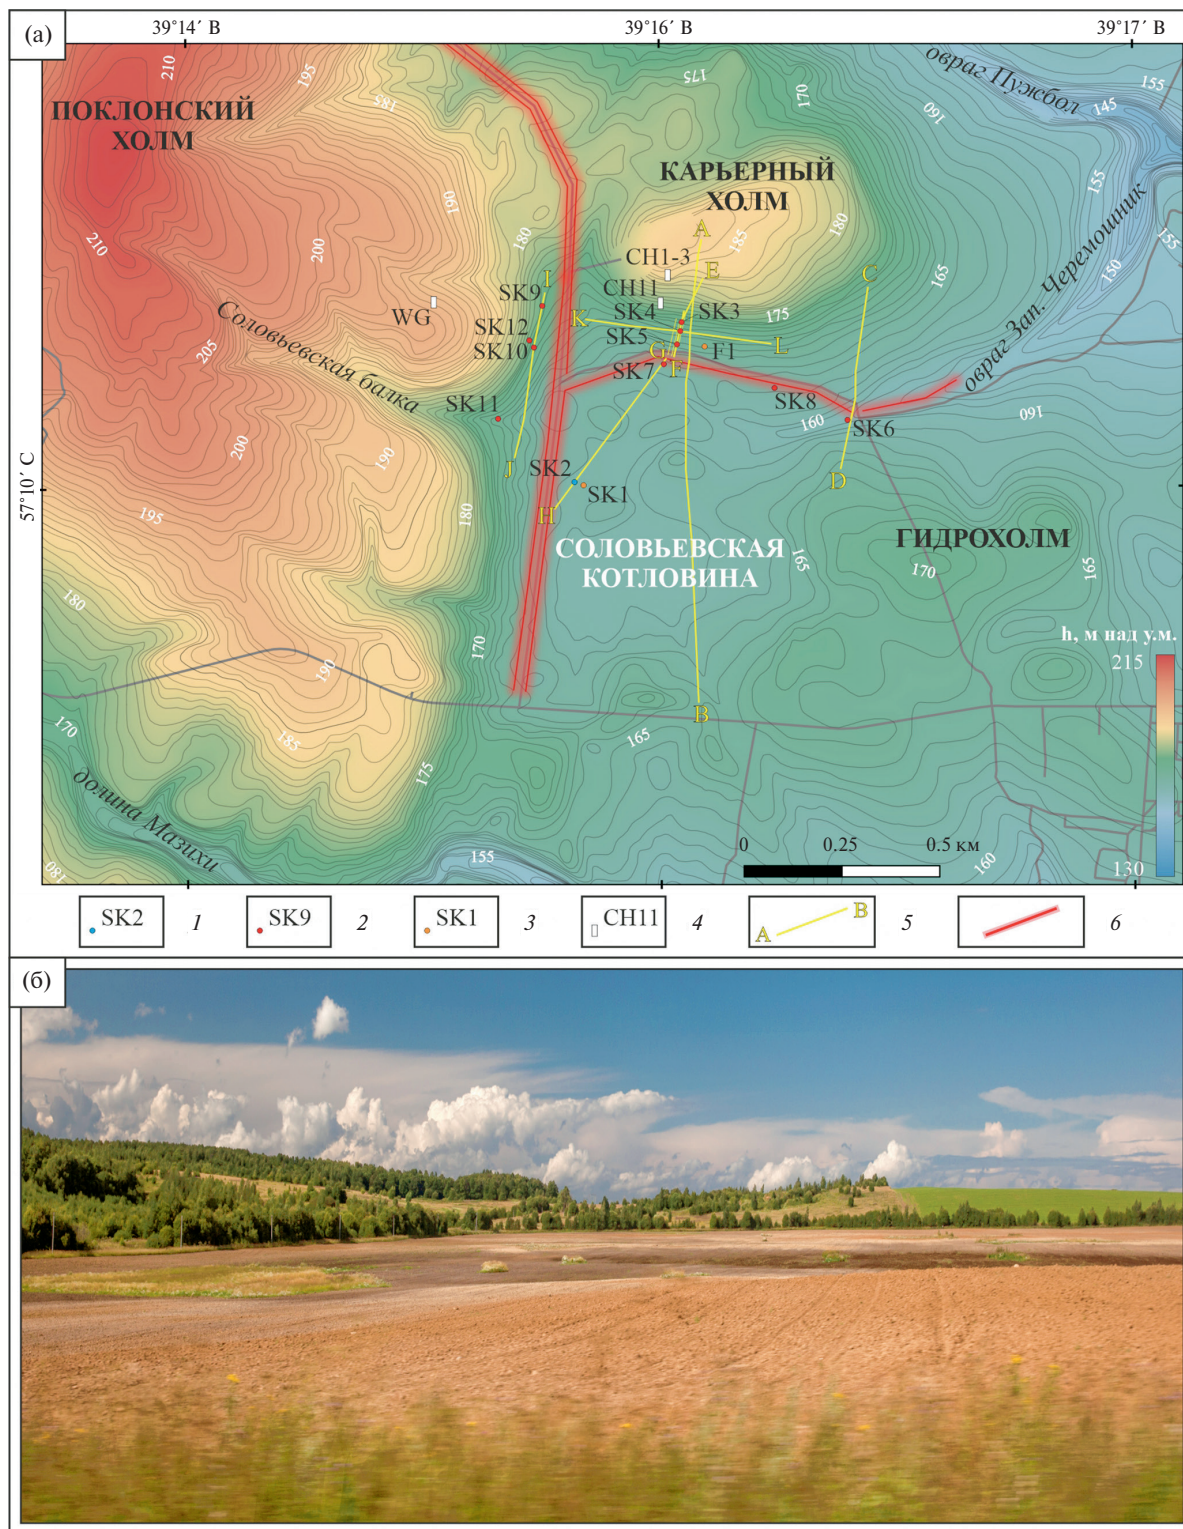 (а)
39°14′ В
39°16′ В
39°17′ В
57°10′ С
ПОКЛОНСКИЙ
ХОЛМ
210
195
185
190
200
210
205
200
195
190
180
180
180
190
185
175
170
170
180
175
170
160
155
145
155
155
150
165
175
185
180
160
160
165
170
165
165
155
160
овраг Пужбол
овраг Зап. Черемошник
КАРЬЕРНЫЙ
ХОЛМ
Соловьевская балка
долина Мазихи
A
E
C
I
K
L
G
F
J
H
D
B
CH1-3
CH11
WG
SK9
SK12
SK10
SK11
SK4
SK3
SK5
SK7
F1
SK8
SK6
SK2
SK1
СОЛОВЬЕВСКАЯ
КОТЛОВИНА
ГИДРОХОЛМ
h, м над у.м.
215
130
0 0.25 0.5 км
SK2 1
SK9 2
SK1 3
CH11 4
A B 5
6
(б)